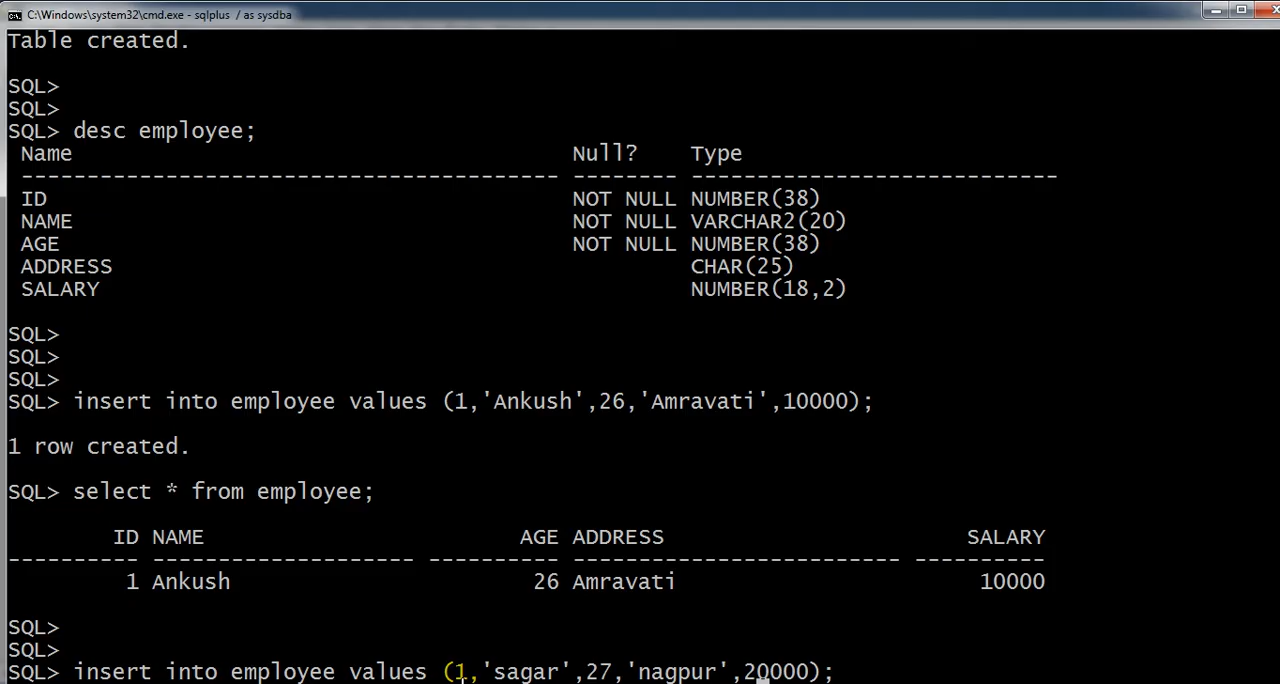 C:\Windows\system32\cmd.exe - sqlplus / as sysdba
Table created.
SQL>
SQL>
SQL> desc employee;
Name Null? Type
----------------------------------------- -------- ----------------------------
ID NOT NULL NUMBER(38)
NAME NOT NULL VARCHAR2(20)
AGE NOT NULL NUMBER(38)
ADDRESS CHAR(25)
SALARY NUMBER(18,2)
SQL>
SQL>
SQL>
SQL> insert into employee values (1,'Ankush',26,'Amravati',10000);
1 row created.
SQL> select * from employee;
ID NAME AGE ADDRESS SALARY
---------- -------------------- ---------- ------------------------- ----------
1 Ankush 26 Amravati 10000
SQL>
SQL>
SQL> insert into employee values (1,'sagar',27,'nagpur',20000);